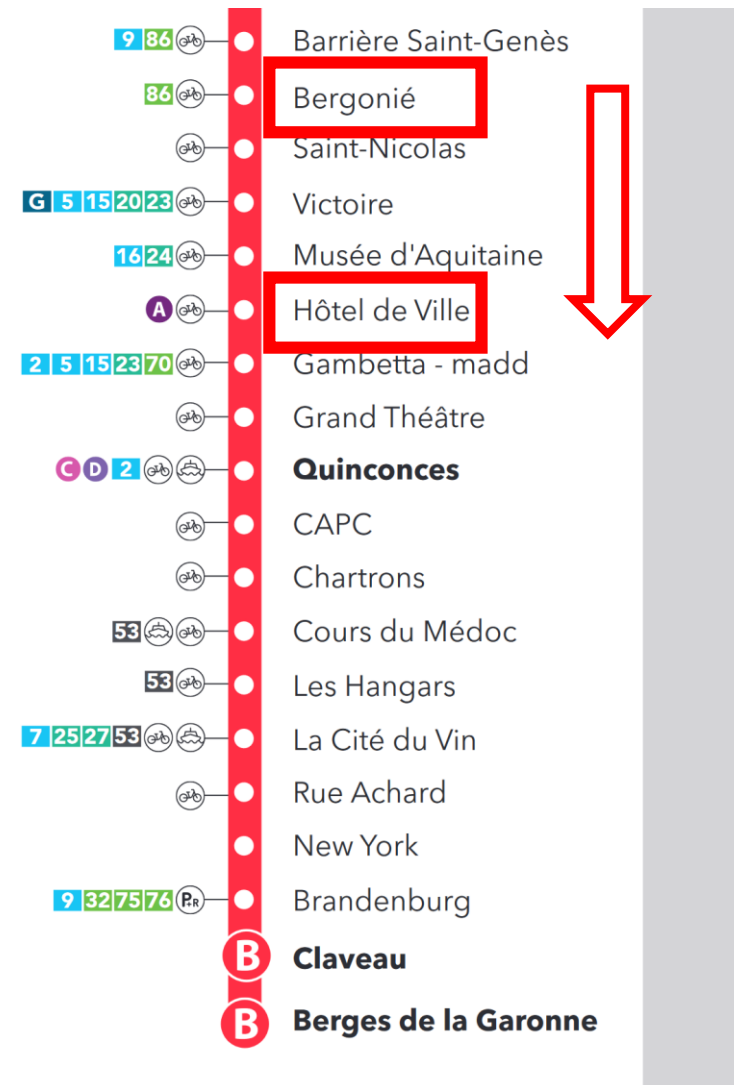 9 86 Barrière Saint-Genès
86 Bergonié
Saint-Nicolas
G 5 15 20 23 Victoire
16 24 Musée d'Aquitaine
A Hôtel de Ville
2 5 15 23 70 Gambetta - madd
Grand Théâtre
C D 2 Quinconces
CAPC
Chartrons
53 Cours du Médoc
53 Les Hangars
7 25 27 53 La Cité du Vin
Rue Achard
New York
9 32 75 76 P+R Brandenburg
B Claveau
B Berges de la Garonne